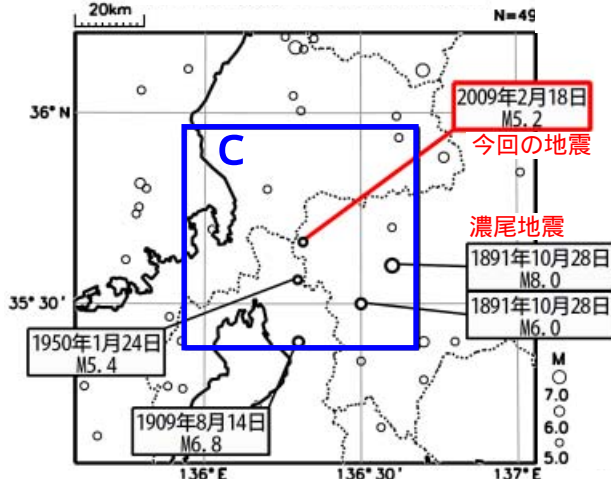 20km
N=49
36° N
C
2009年2月18日
M5.2
今回の地震
濃尾地震
1891年10月28日
M8.0
1891年10月28日
M6.0
35° 30'
1950年1月24日
M5.4
1909年8月14日
M6.8
M
7.0
6.0
5.0
136° E
136° 30'
137° E